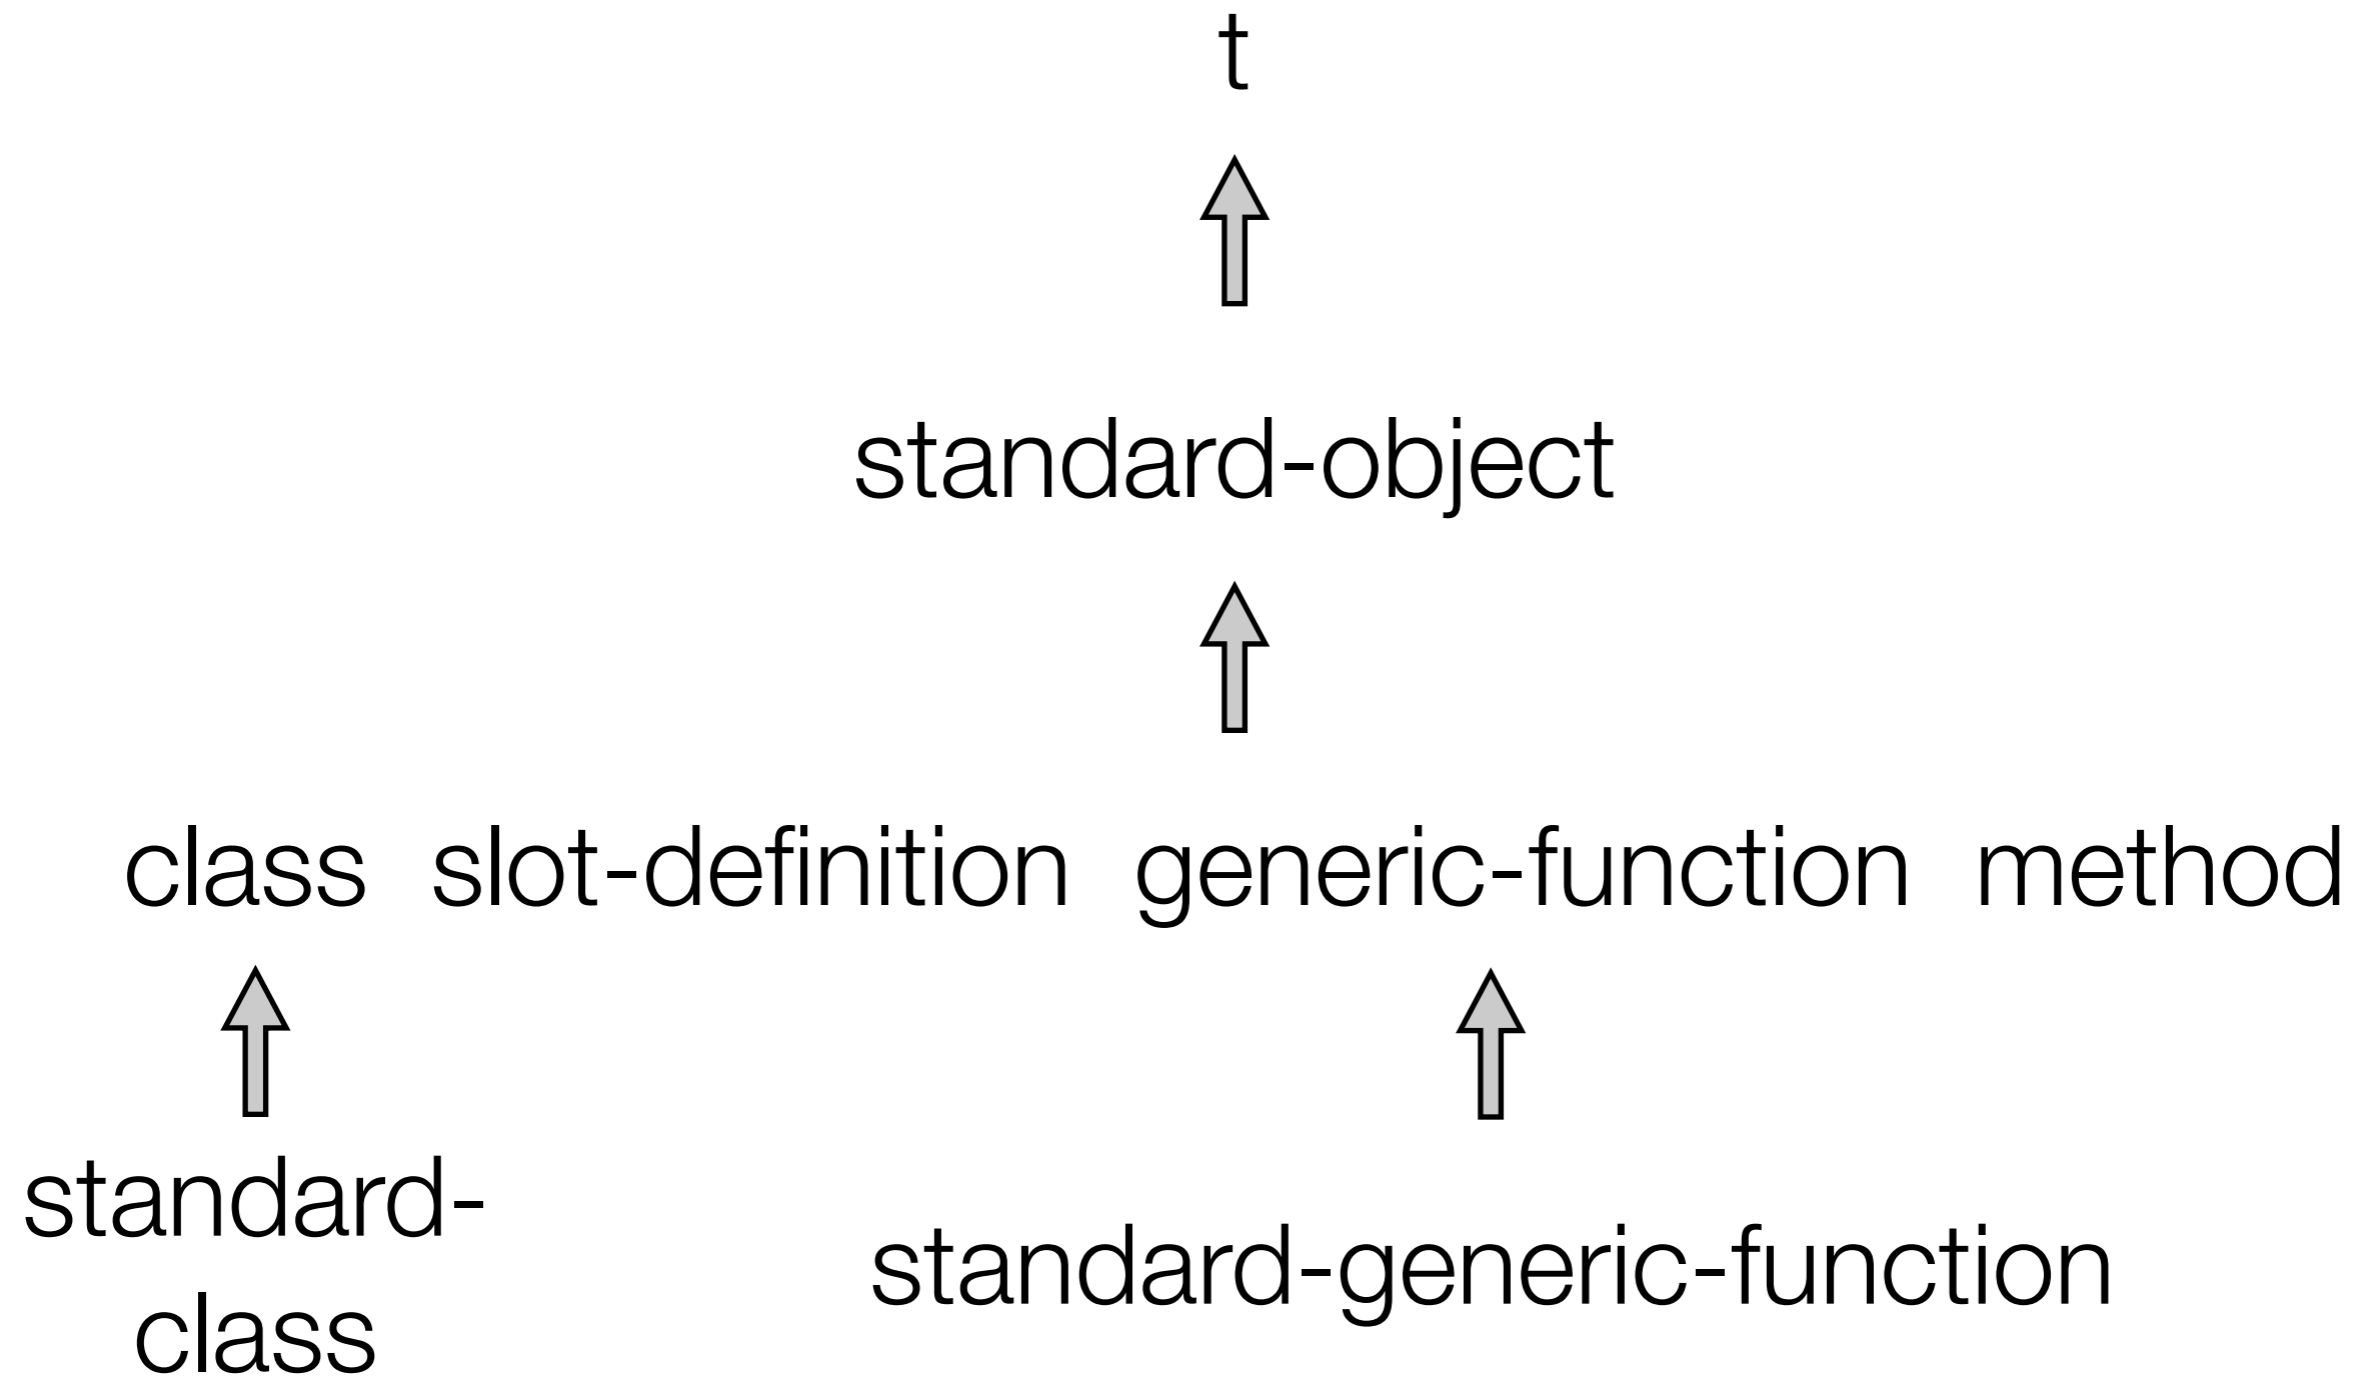 t
standard-object
class slot-definition generic-function method
standard-
class
standard-generic-function